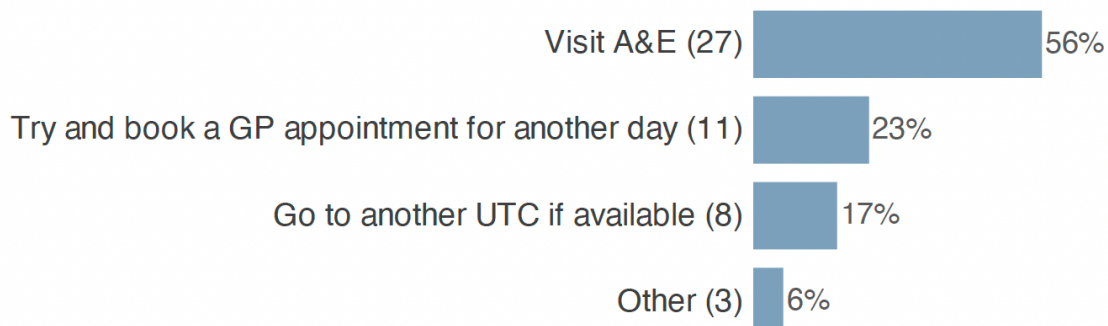 Visit A&E (27) 56%
Try and book a GP appointment for another day (11) 23%
Go to another UTC if available (8) 17%
Other (3) 6%